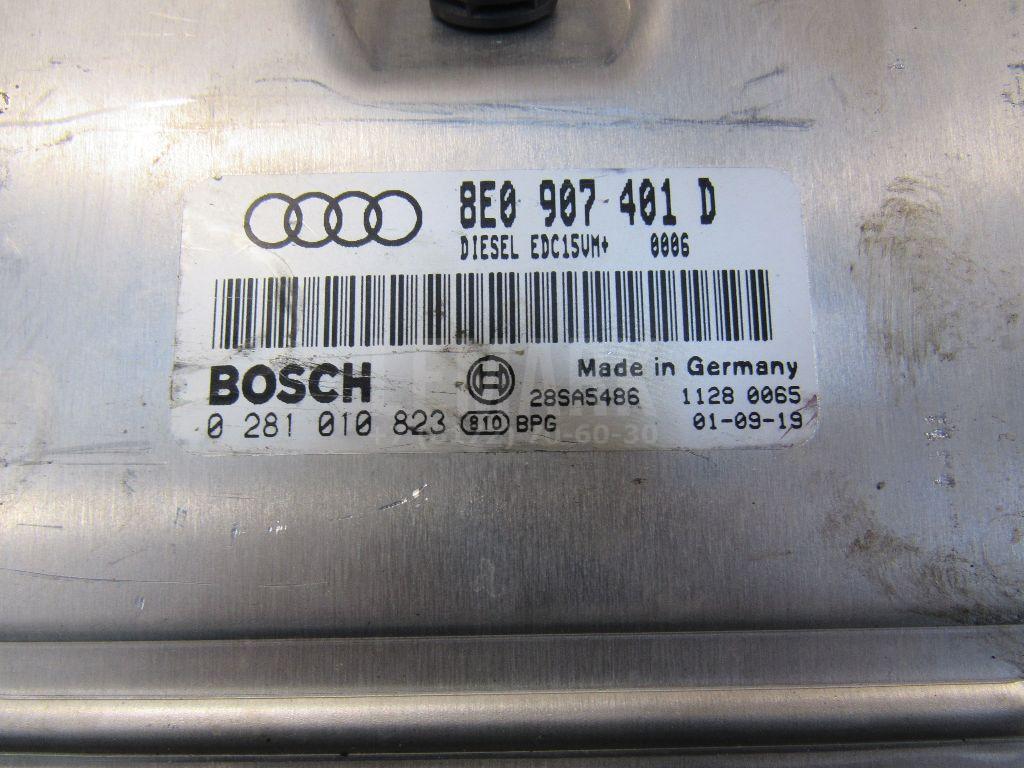 8E0 907 401 D
DIESEL EDC15VM+ 0006
BOSCH Made in Germany
28SA5486 1128 0065
0 281 010 823 810 BPG 01-09-19